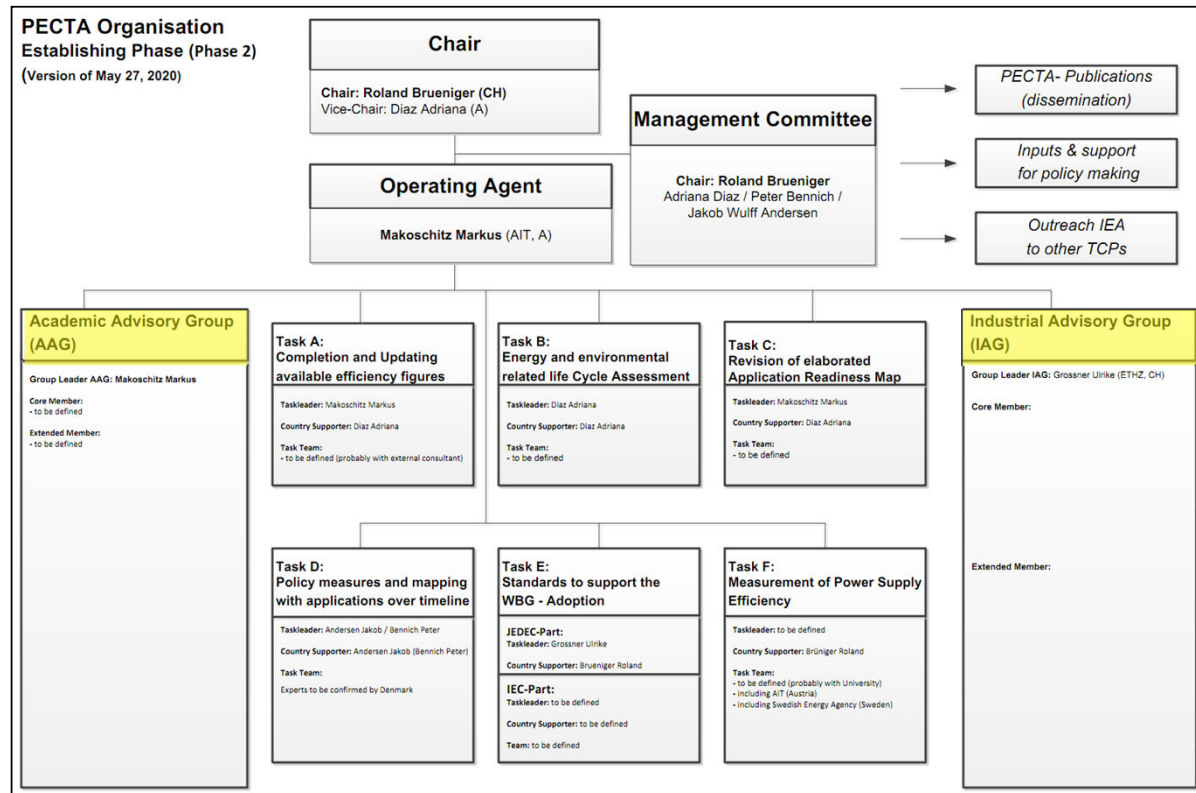 PECTA Organisation
Establishing Phase (Phase 2)
(Version of May 27, 2020)
Chair
Chair: Roland Brueniger (CH)
Vice-Chair: Diaz Adriana (A)
Management Committee
Chair: Roland Brueniger
Adriana Diaz / Peter Bennich /
Jakob Wulff Andersen
PECTA- Publications
(dissemination)
Inputs & support
for policy making
Outreach IEA
to other TCPs
Operating Agent
Makoschitz Markus (AIT, A)
Academic Advisory Group
(AAG)
Group Leader AAG: Makoschitz Markus
Core Member:
- to be defined
Extended Member:
- to be defined
Task A:
Completion and Updating
available efficiency figures
Taskleader: Makoschitz Markus
Country Supporter: Diaz Adriana
Task Team:
- to be defined (probably with external consultant)
Task B:
Energy and environmental
related life Cycle Assessment
Taskleader: Diaz Adriana
Country Supporter: Diaz Adriana
Task Team:
- to be defined
Task C:
Revision of elaborated
Application Readiness Map
Taskleader: Makoschitz Markus
Country Supporter: Diaz Adriana
Task Team:
- to be defined
Industrial Advisory Group
(IAG)
Group Leader IAG: Grossner Ulrike (ETHZ, CH)
Core Member:
Extended Member:
Task D:
Policy measures and mapping
with applications over timeline
Taskleader: Andersen Jakob / Bennich Peter
Country Supporter: Andersen Jakob (Bennich Peter)
Task Team:
Experts to be confirmed by Denmark
Task E:
Standards to support the
WBG - Adoption
JEDEC-Part:
Taskleader: Grossner Ulrike
Country Supporter: Brueniger Roland
IEC-Part:
Taskleader: to be defined
Country Supporter: to be defined
Team: to be defined
Task F:
Measurement of Power Supply
Efficiency
Taskleader: to be defined
Country Supporter: Brüniger Roland
Task Team:
- to be defined (probably with University)
- including AIT (Austria)
- including Swedish Energy Agency (Sweden)